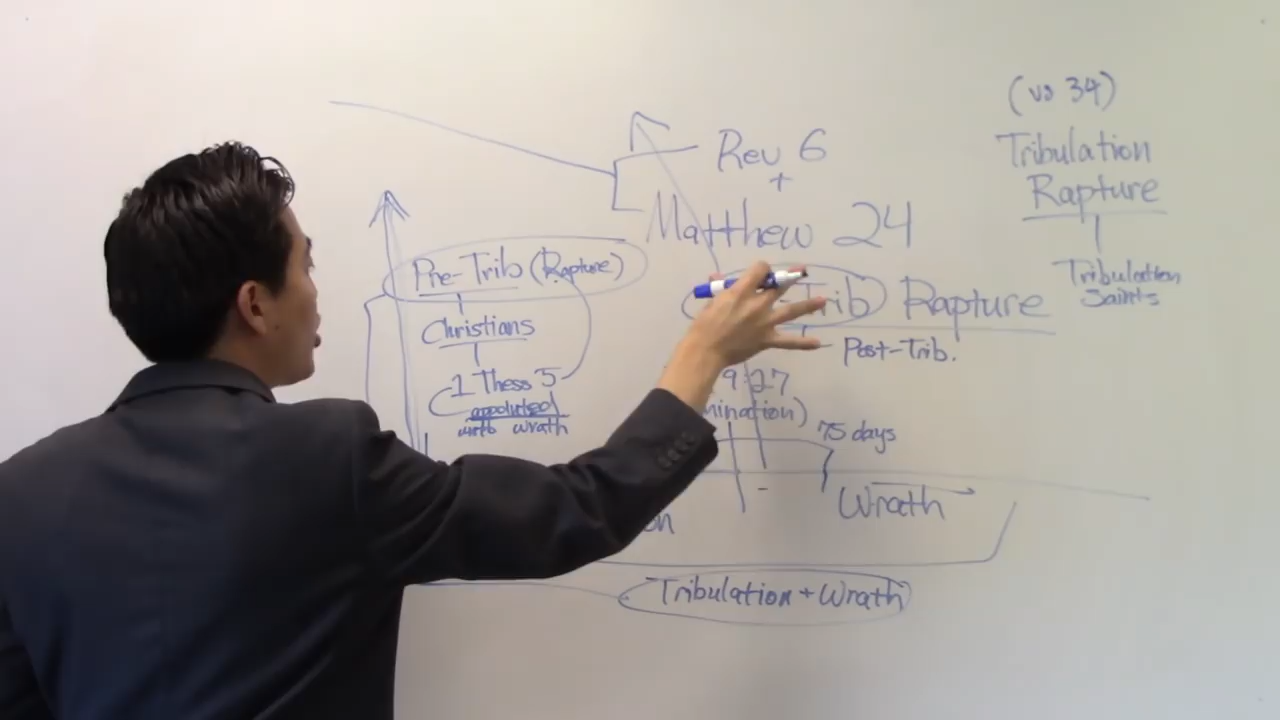 (vs 34)
Tribulation
Rapture
Tribulation
Saints
Rev 6
+
Matthew 24
Pre-Trib (Rapture)
Christians
1 Thess 5
appointed
wrath
Trib Rapture
Post-Trib.
9:27
mination)
75 days
Wrath
en
Tribulation + Wrath